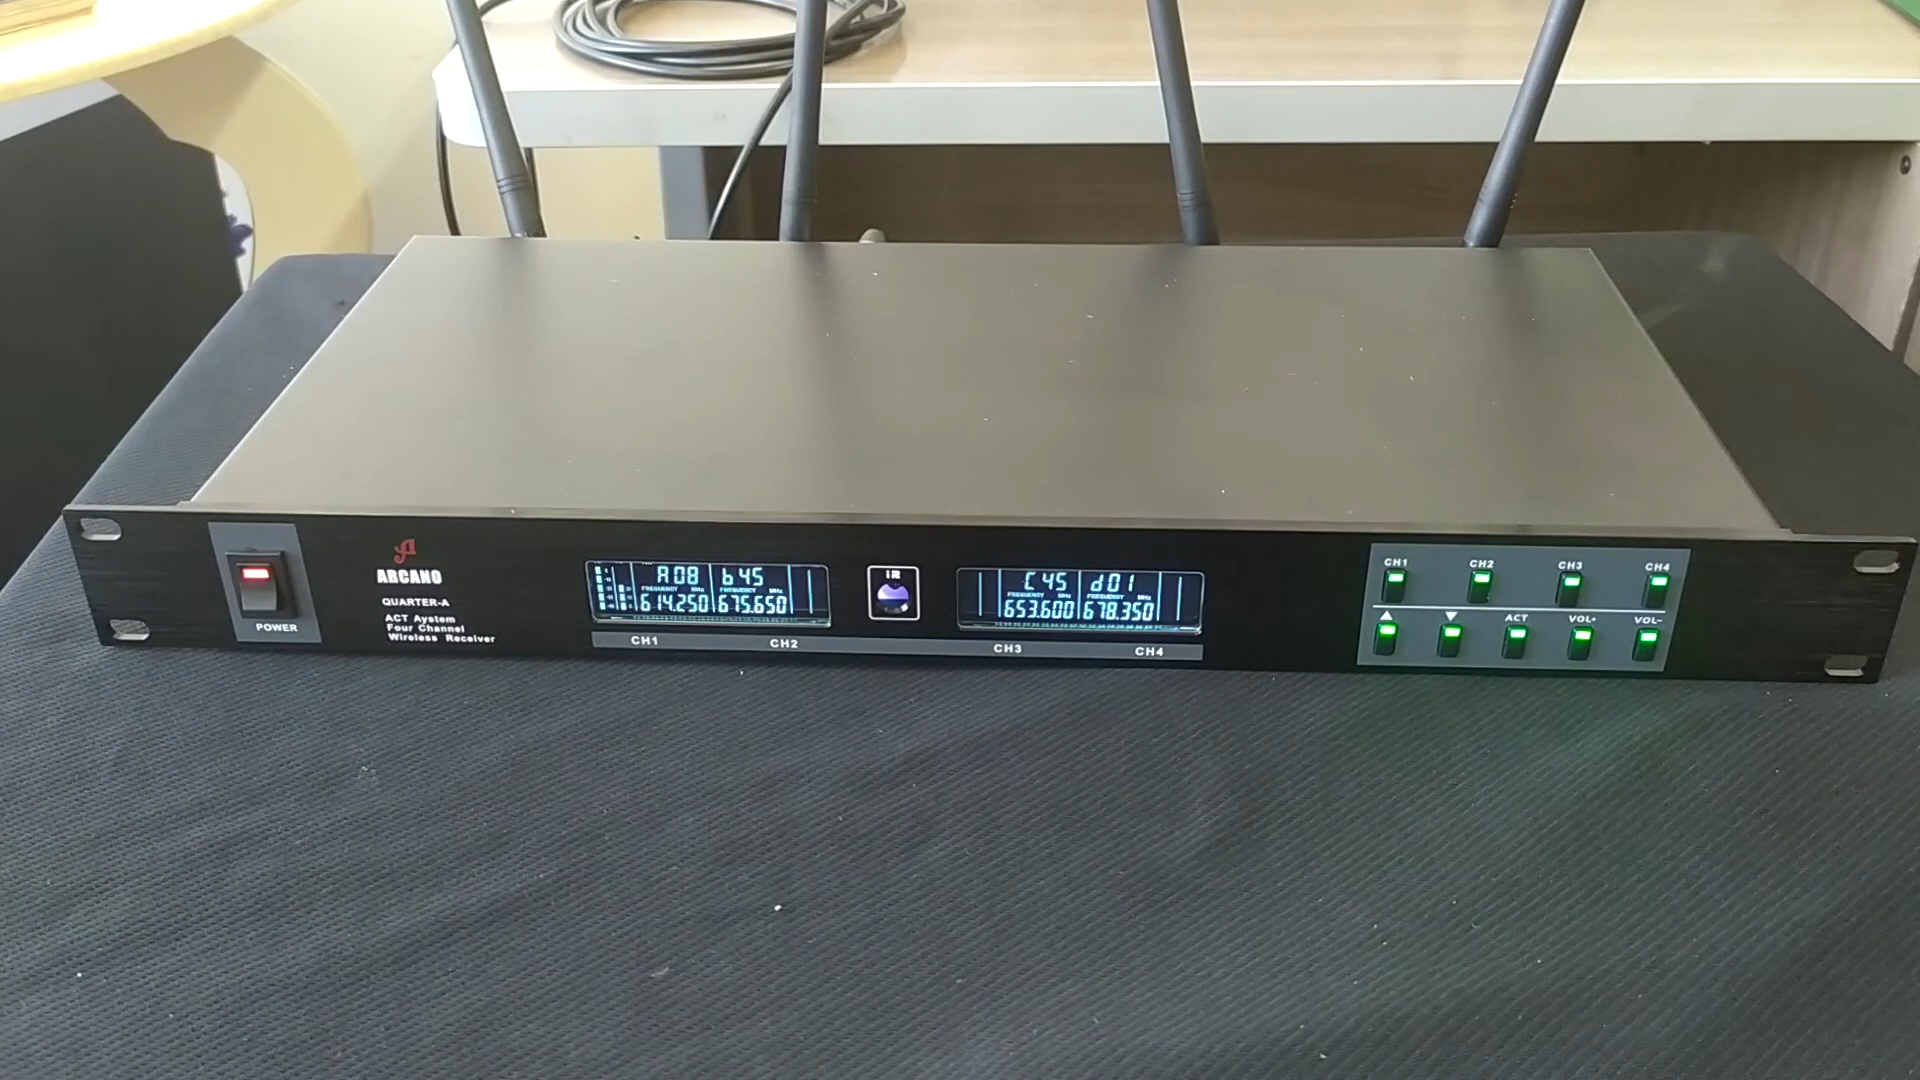 POWER
ARCANO
QUARTER-A
ACT Aystem
Four Channel
Wireless Receiver
A08 b45
FREQUENCY MHz FREQUENCY MHz
614.250 675.650
CH1 CH2
IR
C45 d01
FREQUENCY MHz FREQUENCY MHz
653.600 678.350
CH3 CH4
CH1 CH2 CH3 CH4
▲ ▼ ACT VOL+ VOL-